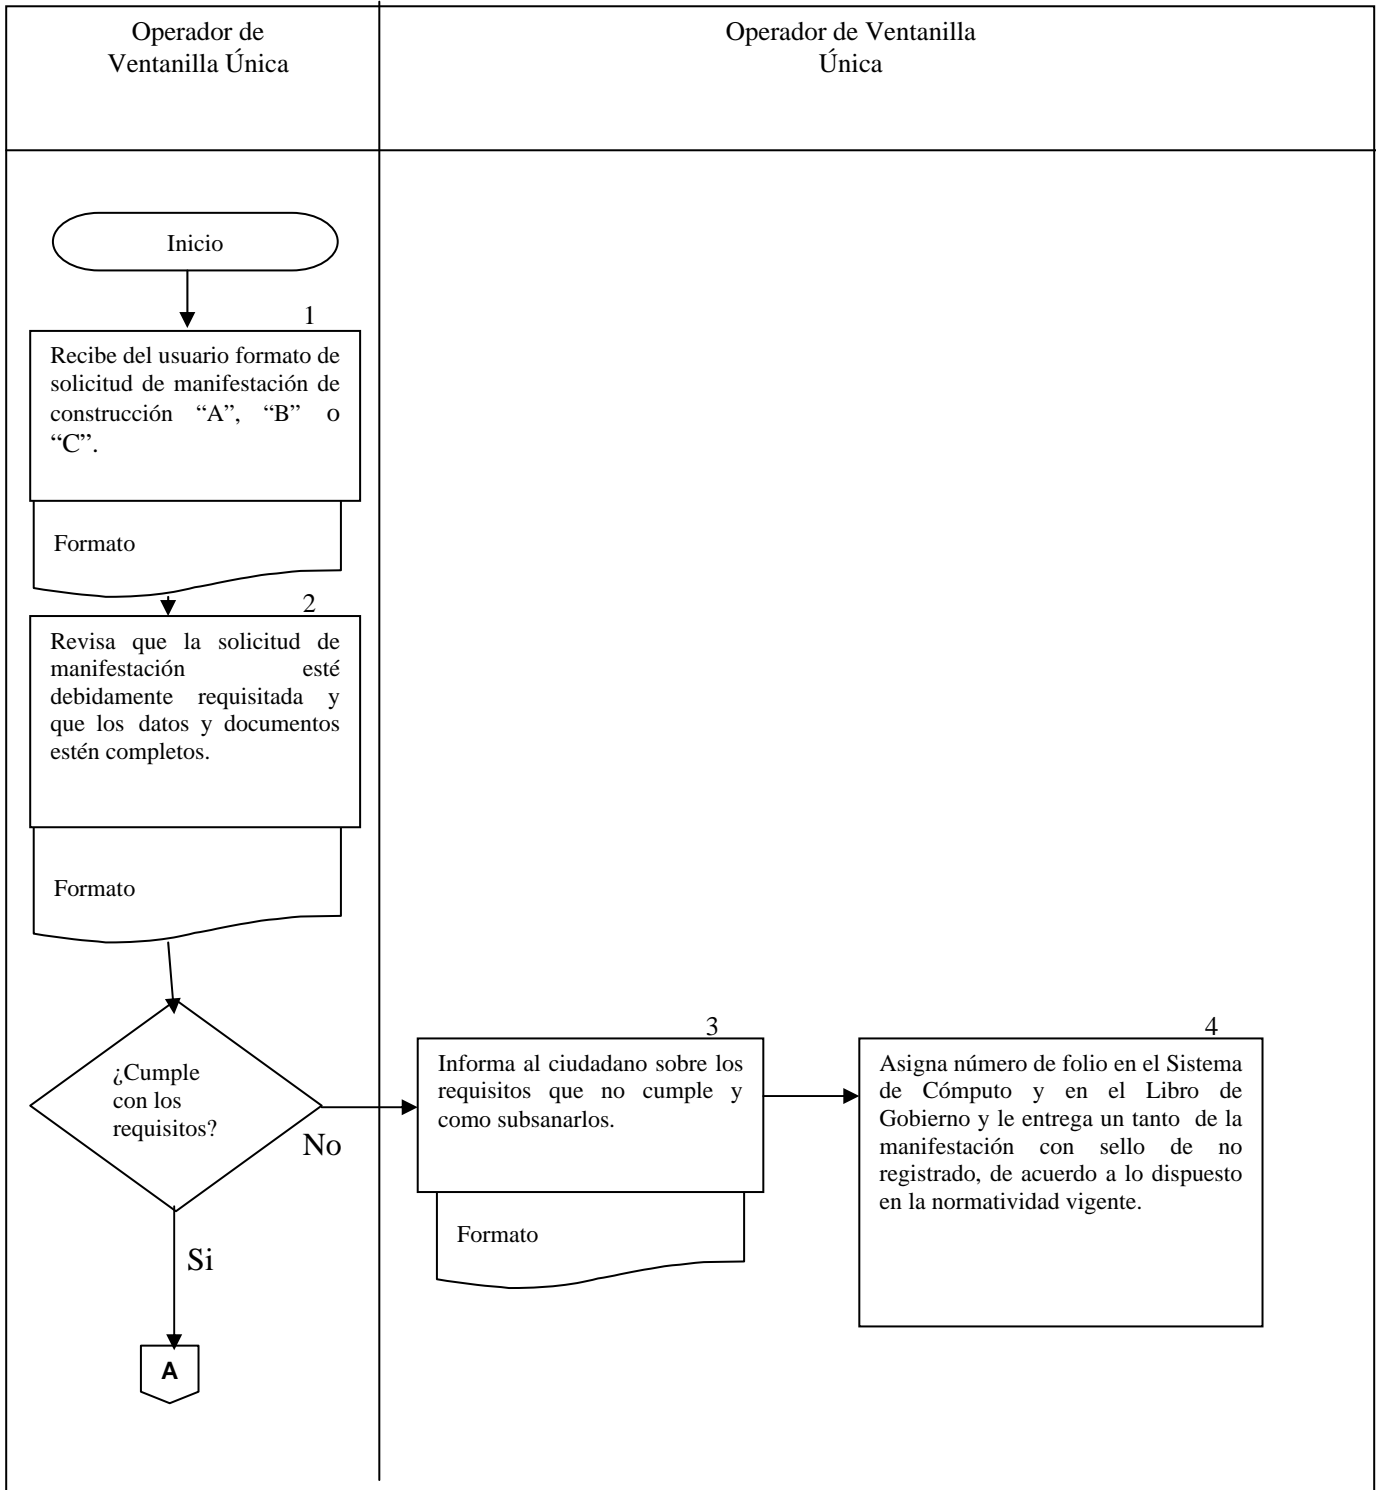 Operador de
Ventanilla Única
Operador de Ventanilla
Única
Inicio
1
Recibe del usuario formato de
solicitud de manifestación de
construcción “A”, “B” o
“C”.
Formato
2
Revisa que la solicitud de
manifestación esté
debidamente requisitada y
que los datos y documentos
estén completos.
Formato
¿Cumple
con los
requisitos?
No
Si
A
3
Informa al ciudadano sobre los
requisitos que no cumple y
como subsanarlos.
Formato
4
Asigna número de folio en el Sistema
de Cómputo y en el Libro de
Gobierno y le entrega un tanto de la
manifestación con sello de no
registrado, de acuerdo a lo dispuesto
en la normatividad vigente.